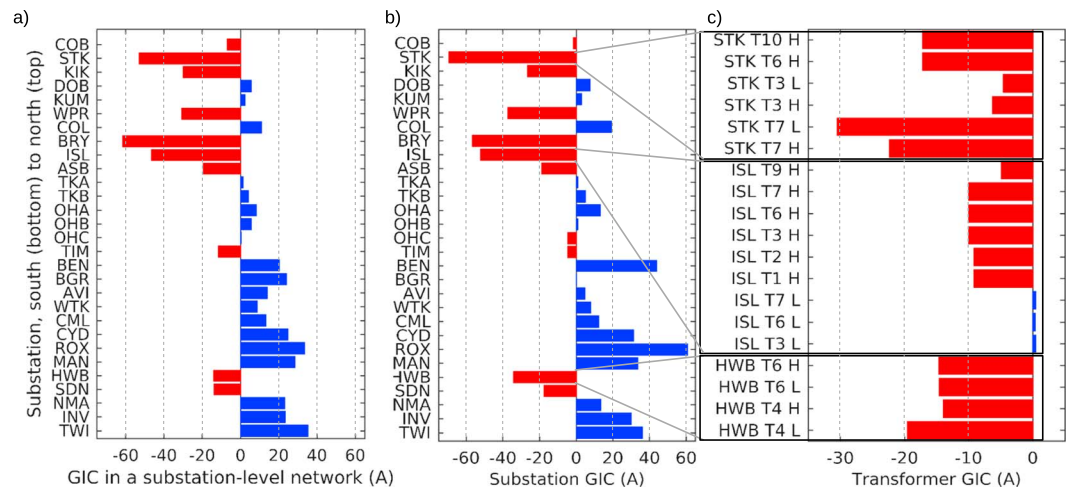 a)
b)
c)
Substation, south (bottom) to north (top)
COB
STK
KIK
DOB
KUM
WPR
COL
BRY
ISL
ASB
TKA
TKB
OHA
OHB
OHC
TIM
BEN
BGR
AVI
WTK
CML
CYD
ROX
MAN
HWB
SDN
NMA
INV
TWI
-60 -40 -20 0 20 40 60
GIC in a substation-level network (A)
COB
STK
KIK
DOB
KUM
WPR
COL
BRY
ISL
ASB
TKA
TKB
OHA
OHB
OHC
TIM
BEN
BGR
AVI
WTK
CML
CYD
ROX
MAN
HWB
SDN
NMA
INV
TWI
-60 -40 -20 0 20 40 60
Substation GIC (A)
STK T10 H
STK T6 H
STK T3 L
STK T3 H
STK T7 L
STK T7 H
ISL T9 H
ISL T7 H
ISL T6 H
ISL T3 H
ISL T2 H
ISL T1 H
ISL T7 L
ISL T6 L
ISL T3 L
HWB T6 H
HWB T6 L
HWB T4 H
HWB T4 L
-30 -20 -10 0
Transformer GIC (A)